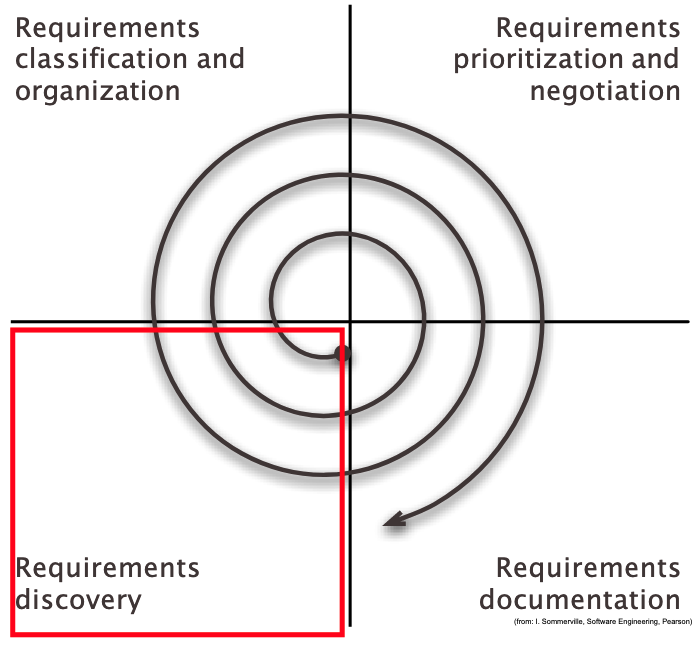 Requirements
classification and
organization
Requirements
prioritization and
negotiation
Requirements
discovery
Requirements
documentation
(from: I. Sommerville, Software Engineering, Pearson)